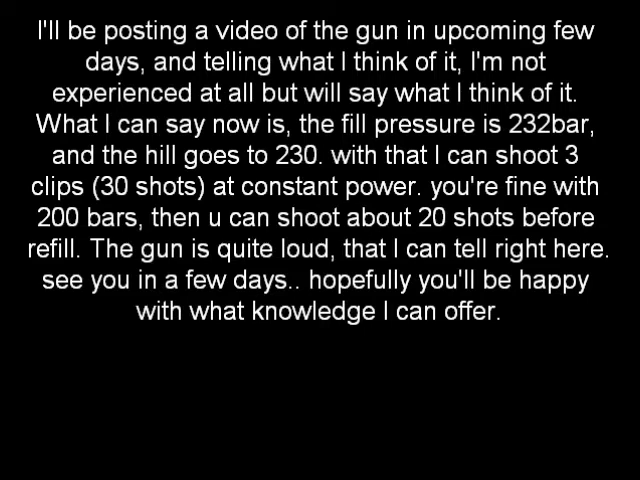 I'll be posting a video of the gun in upcoming few
days, and telling what I think of it, I'm not
experienced at all but will say what I think of it.
What I can say now is, the fill pressure is 232bar,
and the hill goes to 230. with that I can shoot 3
clips (30 shots) at constant power. you're fine with
200 bars, then u can shoot about 20 shots before
refill. The gun is quite loud, that I can tell right here.
see you in a few days.. hopefully you'll be happy
with what knowledge I can offer.